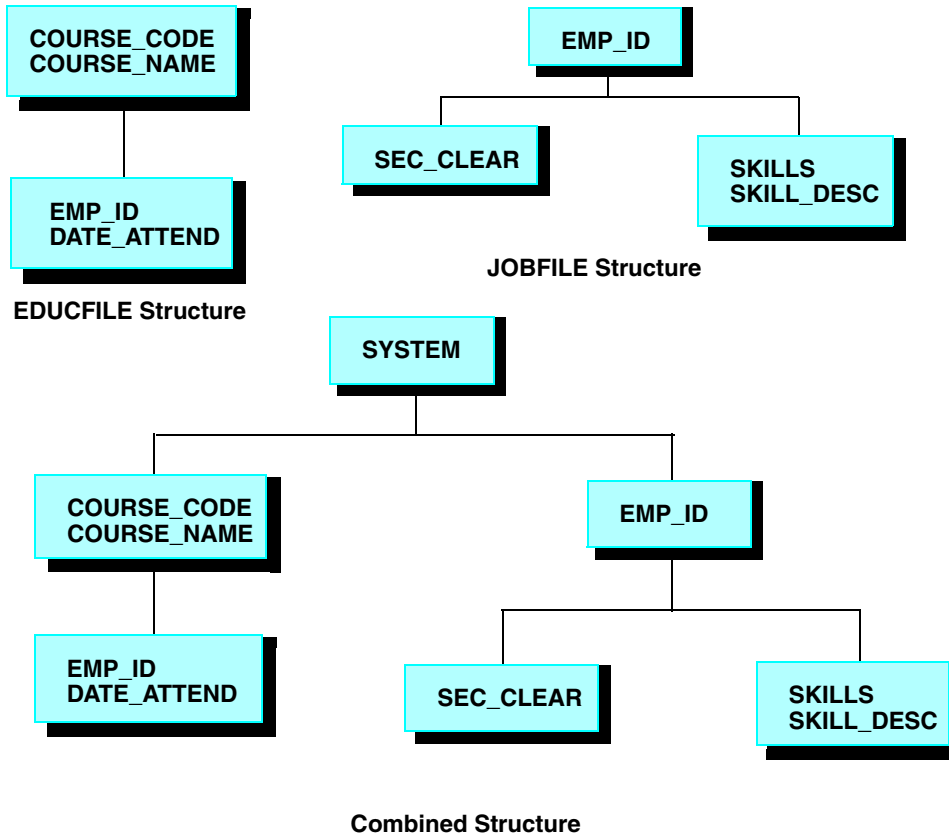 COURSE_CODE
COURSE_NAME
EMP_ID
DATE_ATTEND
EDUCFILE Structure
EMP_ID
SEC_CLEAR
SKILLS
SKILL_DESC
JOBFILE Structure
SYSTEM
COURSE_CODE
COURSE_NAME
EMP_ID
DATE_ATTEND
EMP_ID
SEC_CLEAR
SKILLS
SKILL_DESC
Combined Structure